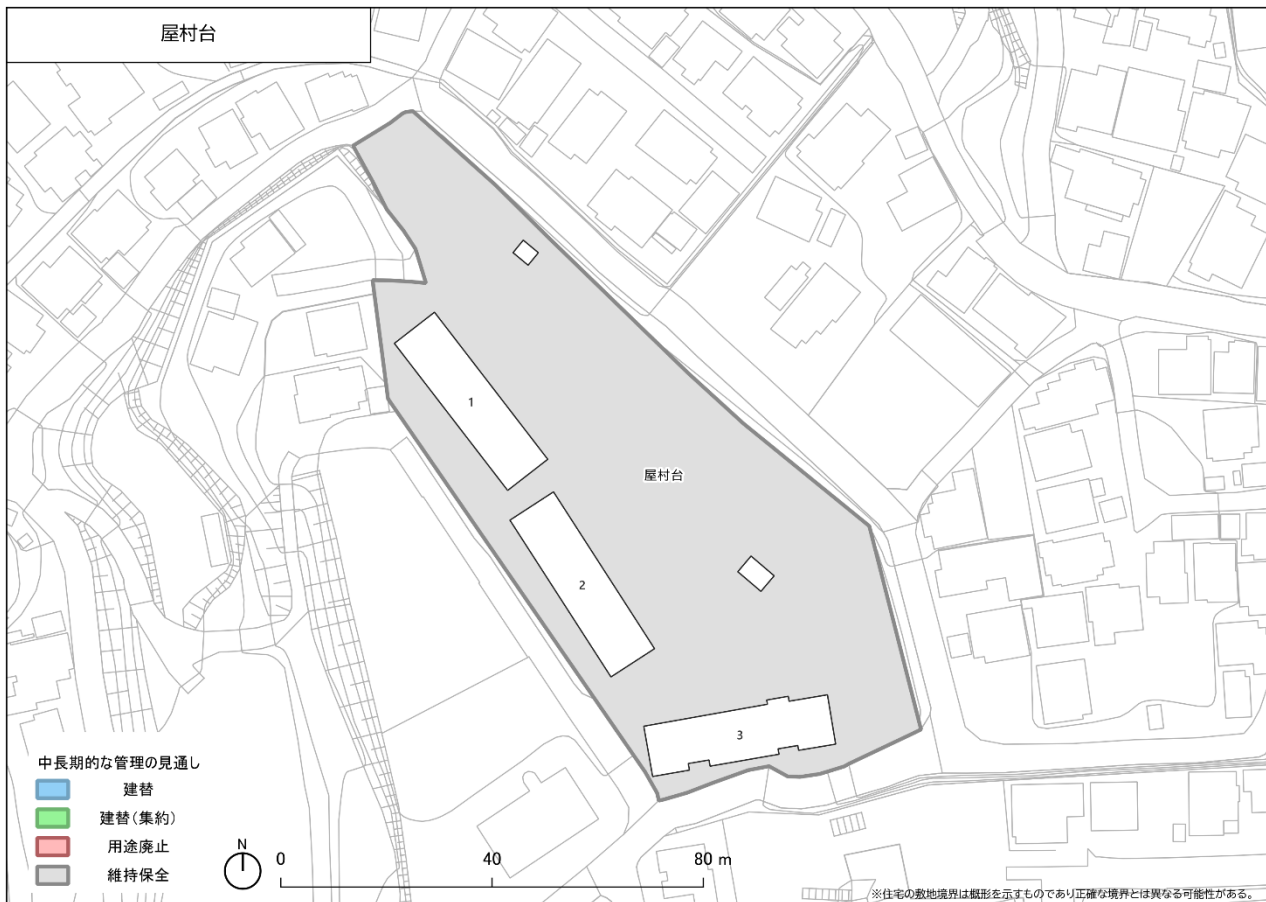 屋村台
1
屋村台
2
3
中長期的な管理の見通し
建替
建替(集約)
用途廃止
維持保全
N
0 40 80 m
※住宅の敷地境界は概形を示すものであり正確な境界とは異なる可能性がある。